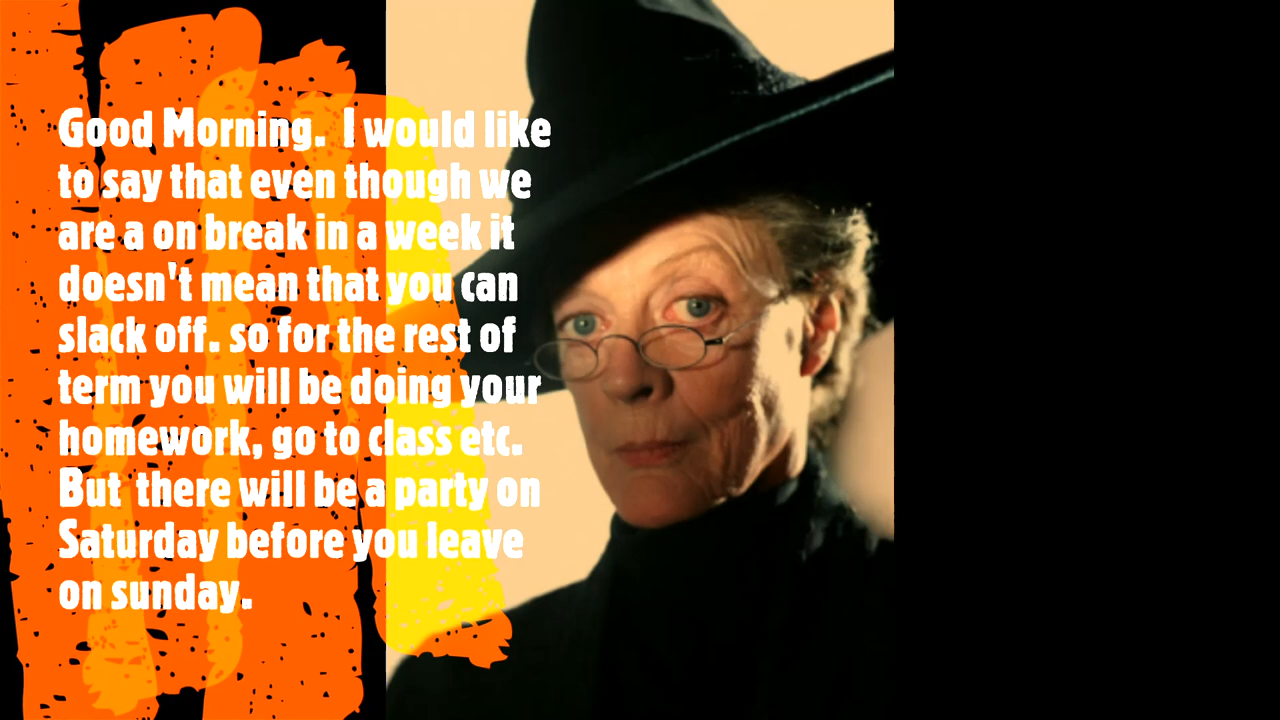 Good Morning.  I would like
to say that even though we
are a on break in a week it
doesn't mean that you can
slack off. so for the rest of
term you will be doing your
homework, go to class etc.
But  there will be a party on
Saturday before you leave
on sunday.